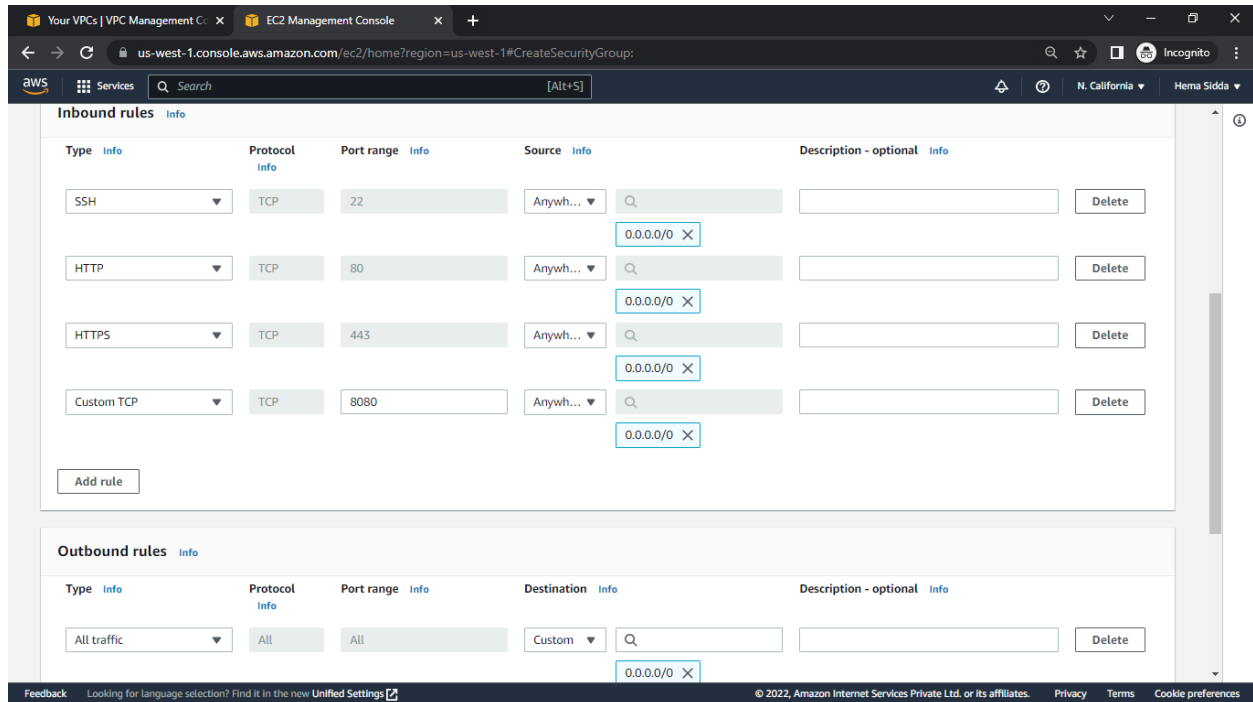 Your VPCs | VPC Management Co
EC2 Management Console
us-west-1.console.aws.amazon.com/ec2/home?region=us-west-1#CreateSecurityGroup:
Incognito
aws
Services
Search
[Alt+S]
N. California
Hema Sidda
Inbound rules Info
Type Info
Protocol Info
Port range Info
Source Info
Description - optional Info
SSH TCP 22 Anywh... Delete
0.0.0.0/0
HTTP TCP 80 Anywh... Delete
0.0.0.0/0
HTTPS TCP 443 Anywh... Delete
0.0.0.0/0
Custom TCP TCP 8080 Anywh... Delete
0.0.0.0/0
Add rule
Outbound rules Info
Type Info
Protocol Info
Port range Info
Destination Info
Description - optional Info
All traffic All All Custom Delete
0.0.0.0/0
Feedback Looking for language selection? Find it in the new Unified Settings © 2022, Amazon Internet Services Private Ltd. or its affiliates. Privacy Terms Cookie preferences